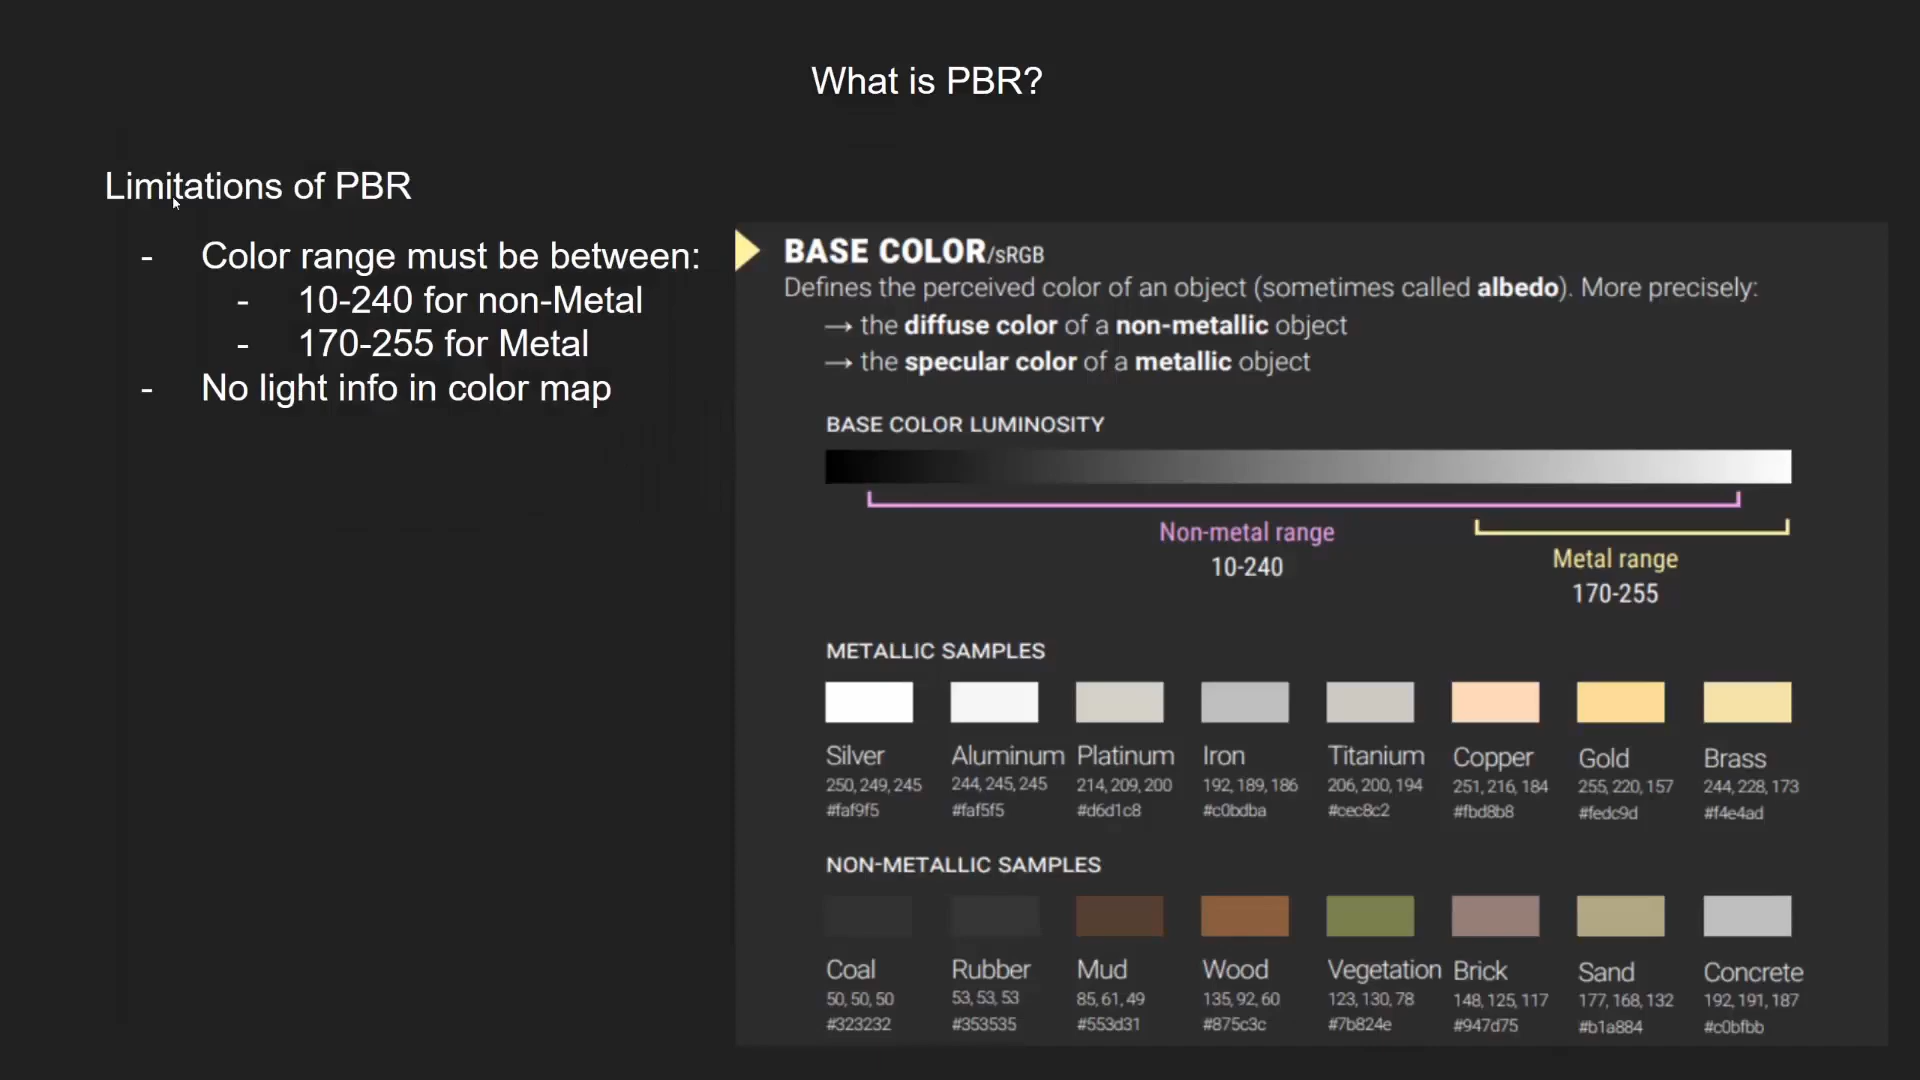 What is PBR?
Limitations of PBR
- Color range must be between:
- 10-240 for non-Metal
- 170-255 for Metal
- No light info in color map
BASE COLOR/sRGB
Defines the perceived color of an object (sometimes called albedo). More precisely:
→ the diffuse color of a non-metallic object
→ the specular color of a metallic object
BASE COLOR LUMINOSITY
Non-metal range
10-240
Metal range
170-255
METALLIC SAMPLES
Silver Aluminum Platinum Iron Titanium Copper Gold Brass
250, 249, 245 244, 245, 245 214, 209, 200 192, 189, 186 206, 200, 194 251, 216, 184 255, 220, 157 244, 228, 173
#faf9f5 #faf5f5 #d6d1c8 #c0bdba #cec8c2 #fbd8b8 #fedc9d #f4e4ad
NON-METALLIC SAMPLES
Coal Rubber Mud Wood Vegetation Brick Sand Concrete
50, 50, 50 53, 53, 53 85, 61, 49 135, 92, 60 123, 130, 78 148, 125, 117 177, 168, 132 192, 191, 187
#323232 #353535 #553d31 #875c3c #7b824e #947d75 #b1a884 #c0bfbb